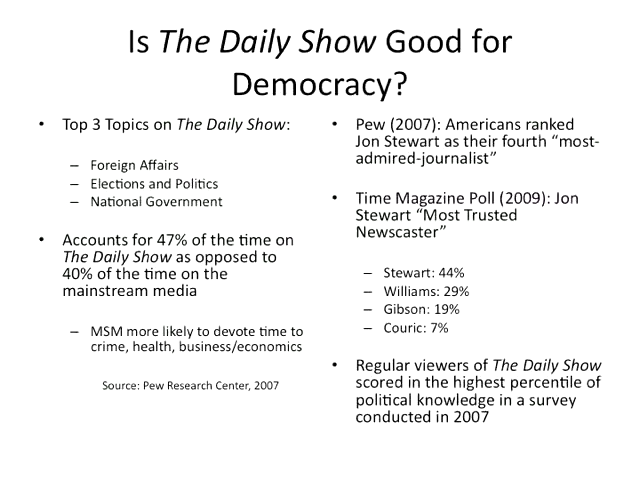 Is The Daily Show Good for
Democracy?
• Top 3 Topics on The Daily Show:
– Foreign Affairs
– Elections and Politics
– National Government
• Accounts for 47% of the time on
The Daily Show as opposed to
40% of the time on the
mainstream media
– MSM more likely to devote time to
crime, health, business/economics
Source: Pew Research Center, 2007
• Pew (2007): Americans ranked
Jon Stewart as their fourth “most-
admired-journalist”
• Time Magazine Poll (2009): Jon
Stewart “Most Trusted
Newscaster”
– Stewart: 44%
– Williams: 29%
– Gibson: 19%
– Couric: 7%
• Regular viewers of The Daily Show
scored in the highest percentile of
political knowledge in a survey
conducted in 2007